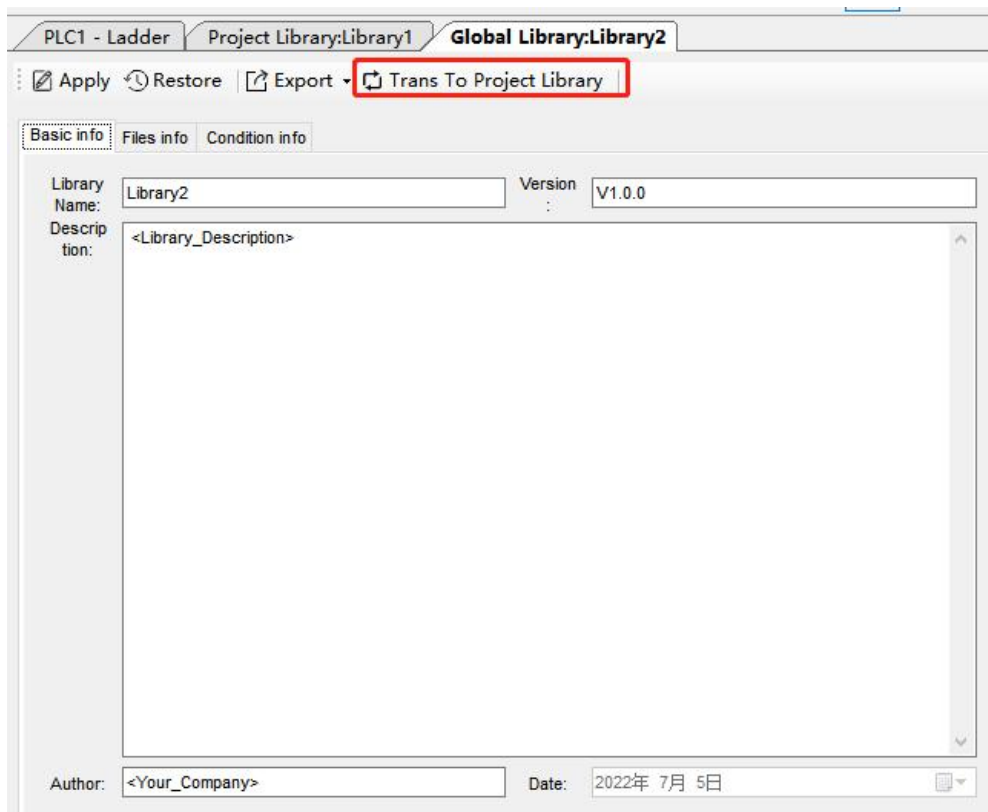 PLC1 - Ladder Project Library:Library1 Global Library:Library2
Apply Restore Export Trans To Project Library
Basic info Files info Condition info
Library Name: Library2 Version : V1.0.0
Descrip
tion:
<Library_Description>
Author: <Your_Company> Date: 2022年 7月 5日